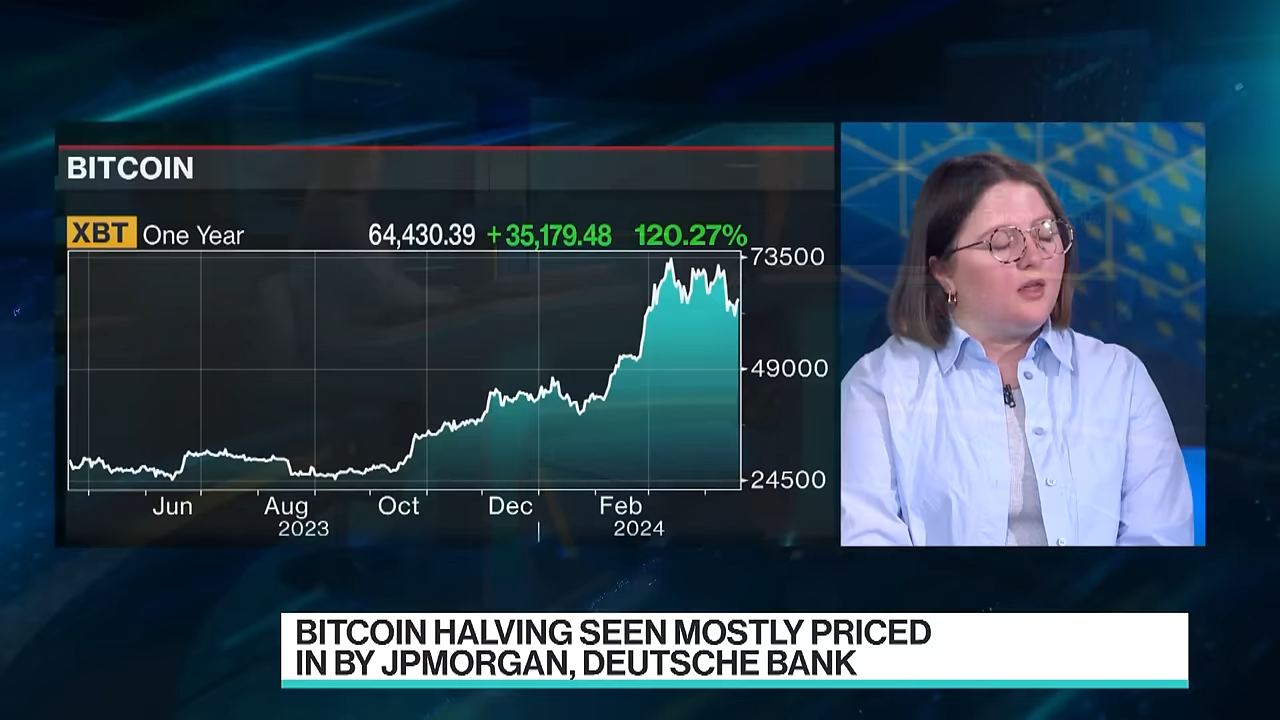 BITCOIN
XBT One Year 64,430.39 +35,179.48 120.27%
73500
49000
24500
Jun Aug Oct Dec Feb
2023 2024
BITCOIN HALVING SEEN MOSTLY PRICED
IN BY JPMORGAN, DEUTSCHE BANK